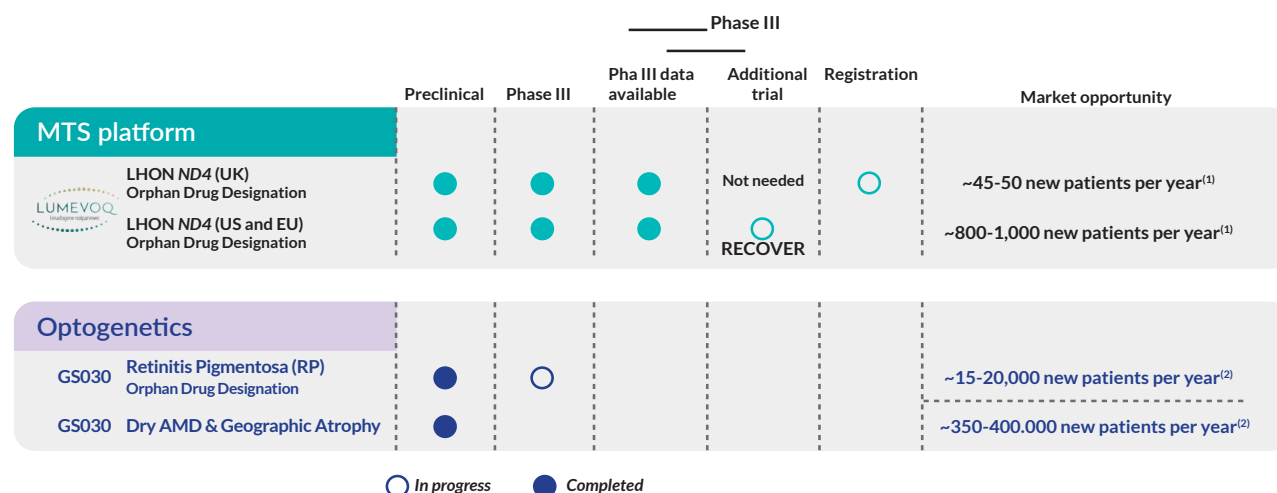 Phase III
Preclinical
Phase III
Pha III data
available
Additional
trial
Registration
Market opportunity
MTS platform
LUMEVOQ
LHON ND4 (UK)
Orphan Drug Designation
Not needed
~45-50 new patients per year(1)
LHON ND4 (US and EU)
Orphan Drug Designation
RECOVER
~800-1,000 new patients per year(1)
Optogenetics
GS030
Retinitis Pigmentosa (RP)
Orphan Drug Designation
~15-20,000 new patients per year(2)
GS030 Dry AMD & Geographic Atrophy
~350-400.000 new patients per year(2)
In progress
Completed